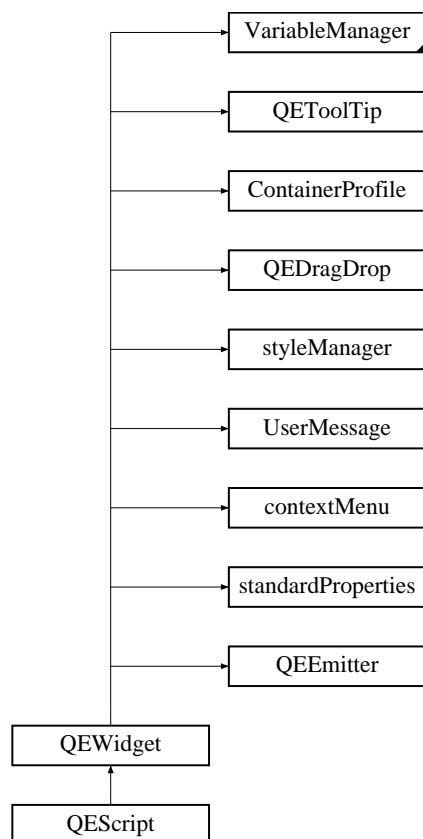 VariableManager
QEToolTip
ContainerProfile
QEDragDrop
styleManager
UserMessage
contextMenu
standardProperties
QEEmitter
QEWidget
QEScript